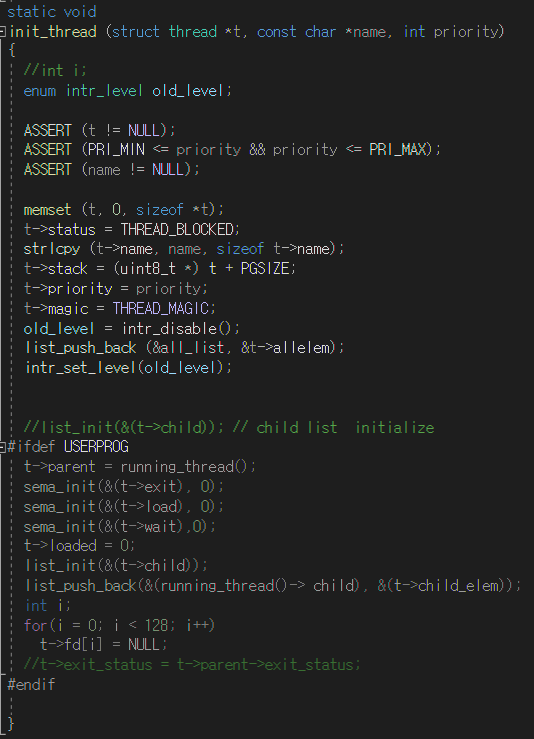 static void
init_thread (struct thread *t, const char *name, int priority)
{
  //int i;
  enum intr_level old_level;

  ASSERT (t != NULL);
  ASSERT (PRI_MIN <= priority && priority <= PRI_MAX);
  ASSERT (name != NULL);

  memset (t, 0, sizeof *t);
  t->status = THREAD_BLOCKED;
  strlcpy (t->name, name, sizeof t->name);
  t->stack = (uint8_t *) t + PGSIZE;
  t->priority = priority;
  t->magic = THREAD_MAGIC;
  old_level = intr_disable();
  list_push_back (&all_list, &t->allelem);
  intr_set_level(old_level);

  //list_init(&(t->child)); // child list  initialize
#ifdef USERPROG
  t->parent = running_thread();
  sema_init(&(t->exit), 0);
  sema_init(&(t->load), 0);
  sema_init(&(t->wait),0);
  t->loaded = 0;
  list_init(&(t->child));
  list_push_back(&(running_thread()-> child), &(t->child_elem));
  int i;
  for(i = 0; i < 128; i++)
    t->fd[i] = NULL;
  //t->exit_status = t->parent->exit_status;
#endif

}